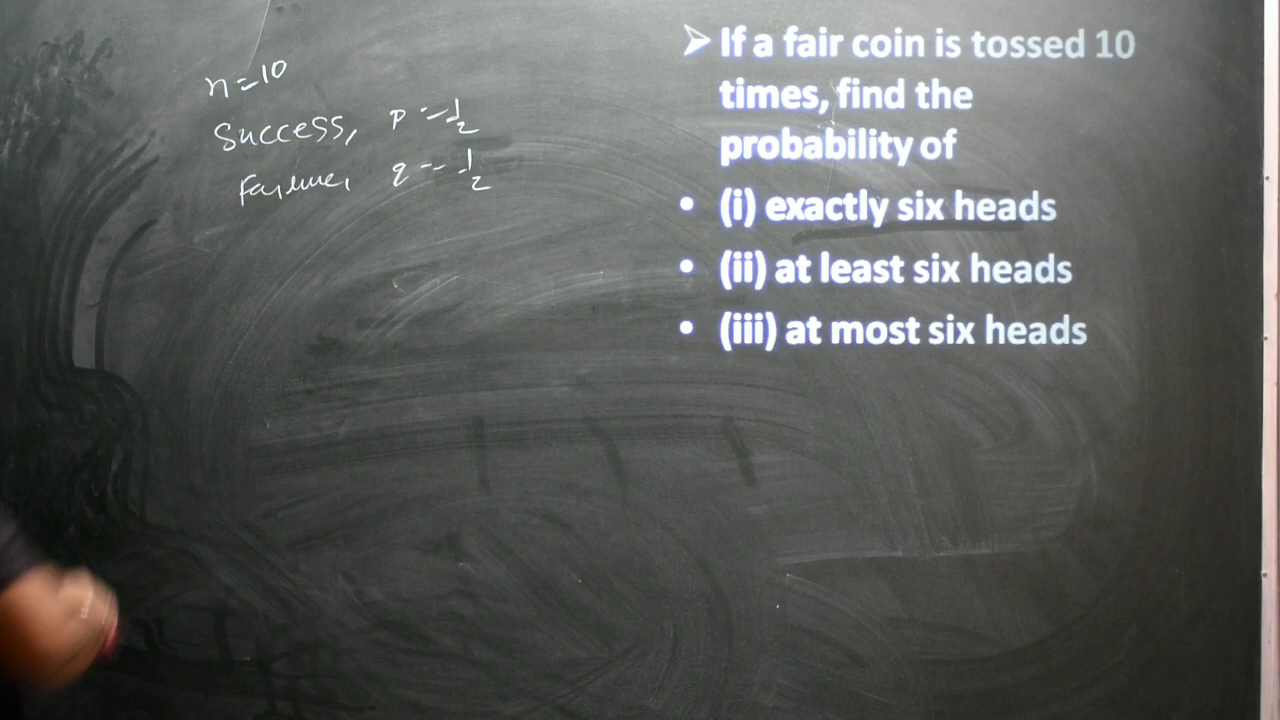 n=10
Success, p = 1/2
Failure, q = 1/2
➢ If a fair coin is tossed 10
times, find the
probability of
• (i) exactly six heads
• (ii) at least six heads
• (iii) at most six heads